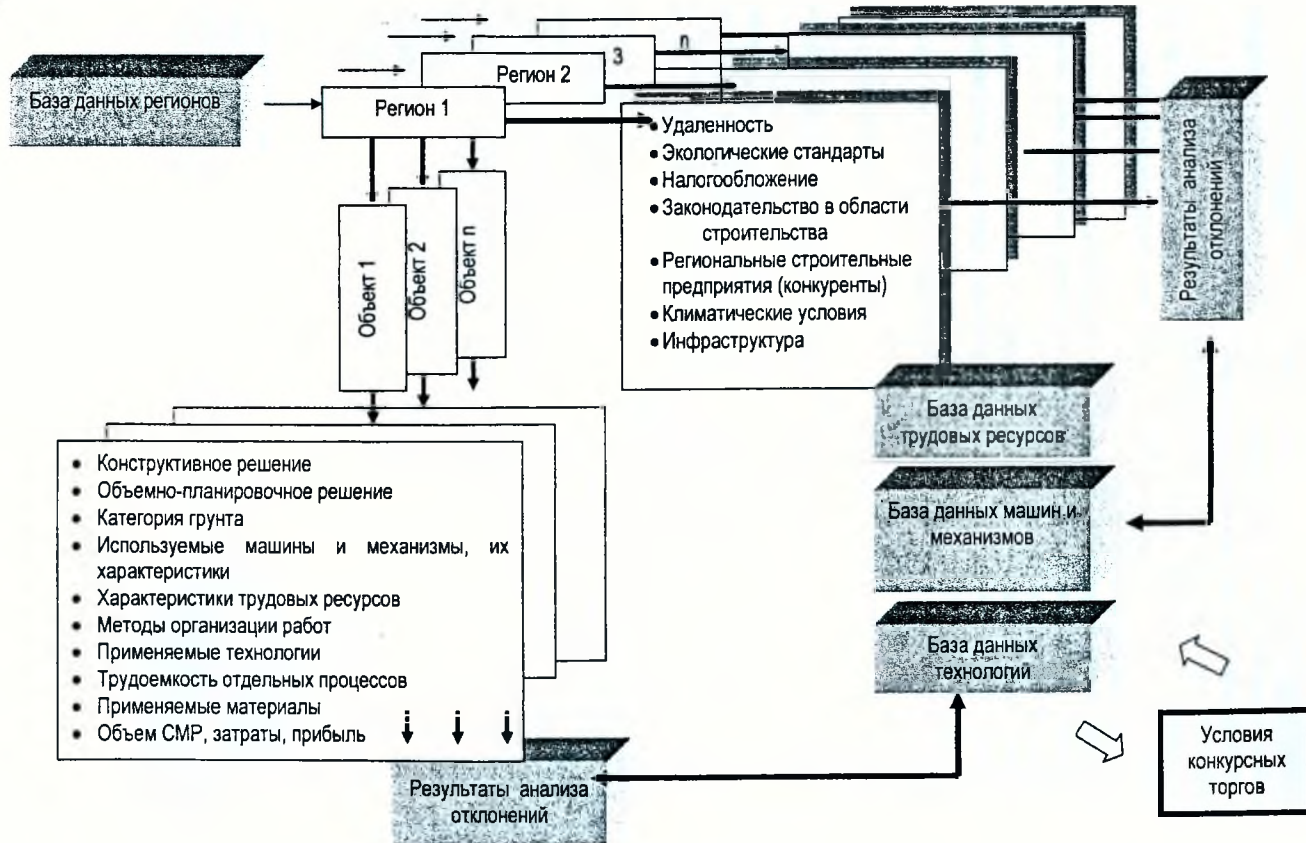 n
3
Регион 2
Регион 1
База данных регионов
• Удаленность
• Экологические стандарты
• Налогообложение
• Законодательство в области
строительства
• Региональные строительные
предприятия (конкуренты)
• Климатические условия
• Инфраструктура
Результаты анализа
отклонений
Объект 1
Объект 2
Объект n
База данных
трудовых ресурсов
База данных машин и
механизмов
База данных
технологий
• Конструктивное решение
• Объемно-планировочное решение
• Категория грунта
• Используемые машины и механизмы, их
характеристики
• Характеристики трудовых ресурсов
• Методы организации работ
• Применяемые технологии
• Трудоемкость отдельных процессов
• Применяемые материалы
• Объем СМР, затраты, прибыль
Результаты анализа
отклонений
Условия
конкурсных
торгов